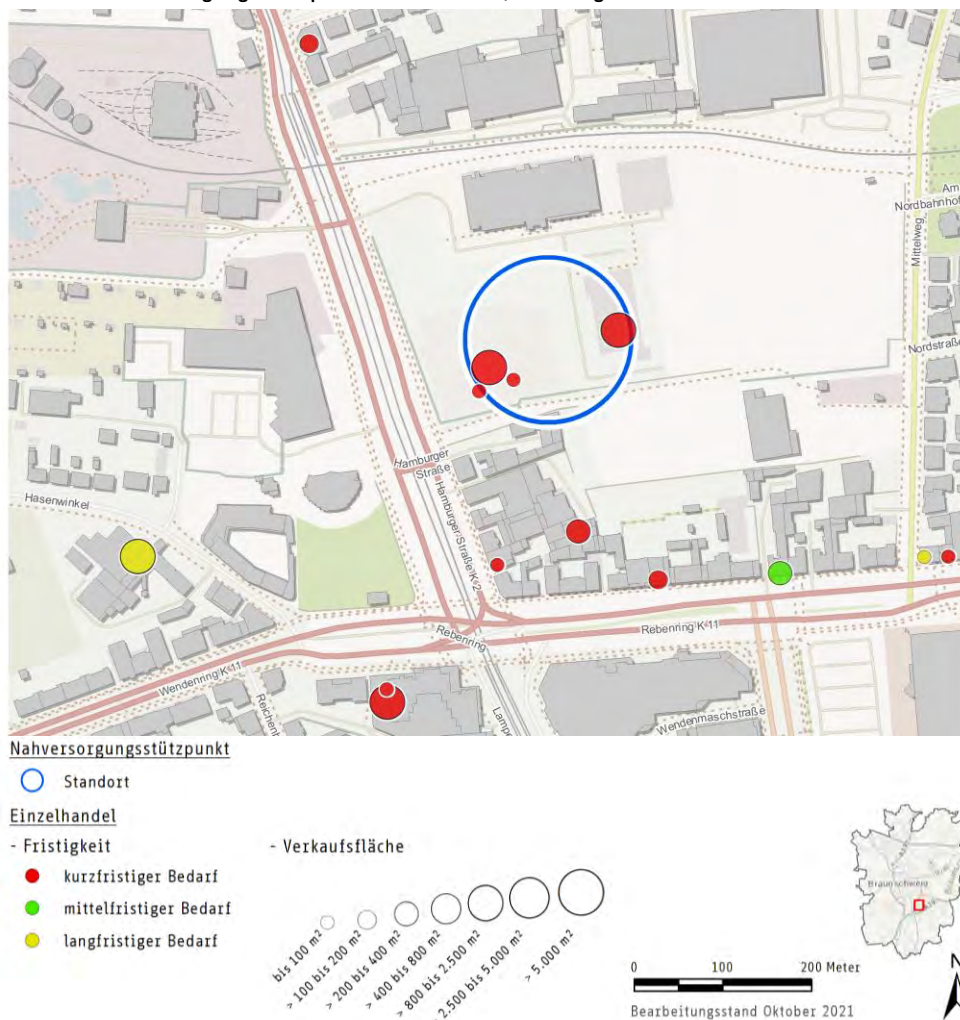 Am
Nordbahnhof
Mittelweg
Nordstraße
Hamburger
Straße
Hamburger Straße K 2
Hasenwinkel
Rebenring
Rebenring K 11
Wendenring K 11
Wendenmaschstraße
Nahversorgungsstützpunkt
Standort
Einzelhandel
- Fristigkeit
- Verkaufsfläche
kurzfristiger Bedarf
mittelfristiger Bedarf
langfristiger Bedarf
bis 100 m²
> 100 bis 200 m²
> 200 bis 400 m²
> 400 bis 800 m²
> 800 bis 2.500 m²
> 2.500 bis 5.000 m²
> 5.000 m²
Braunschweig
0 100 200 Meter
Bearbeitungsstand Oktober 2021
N